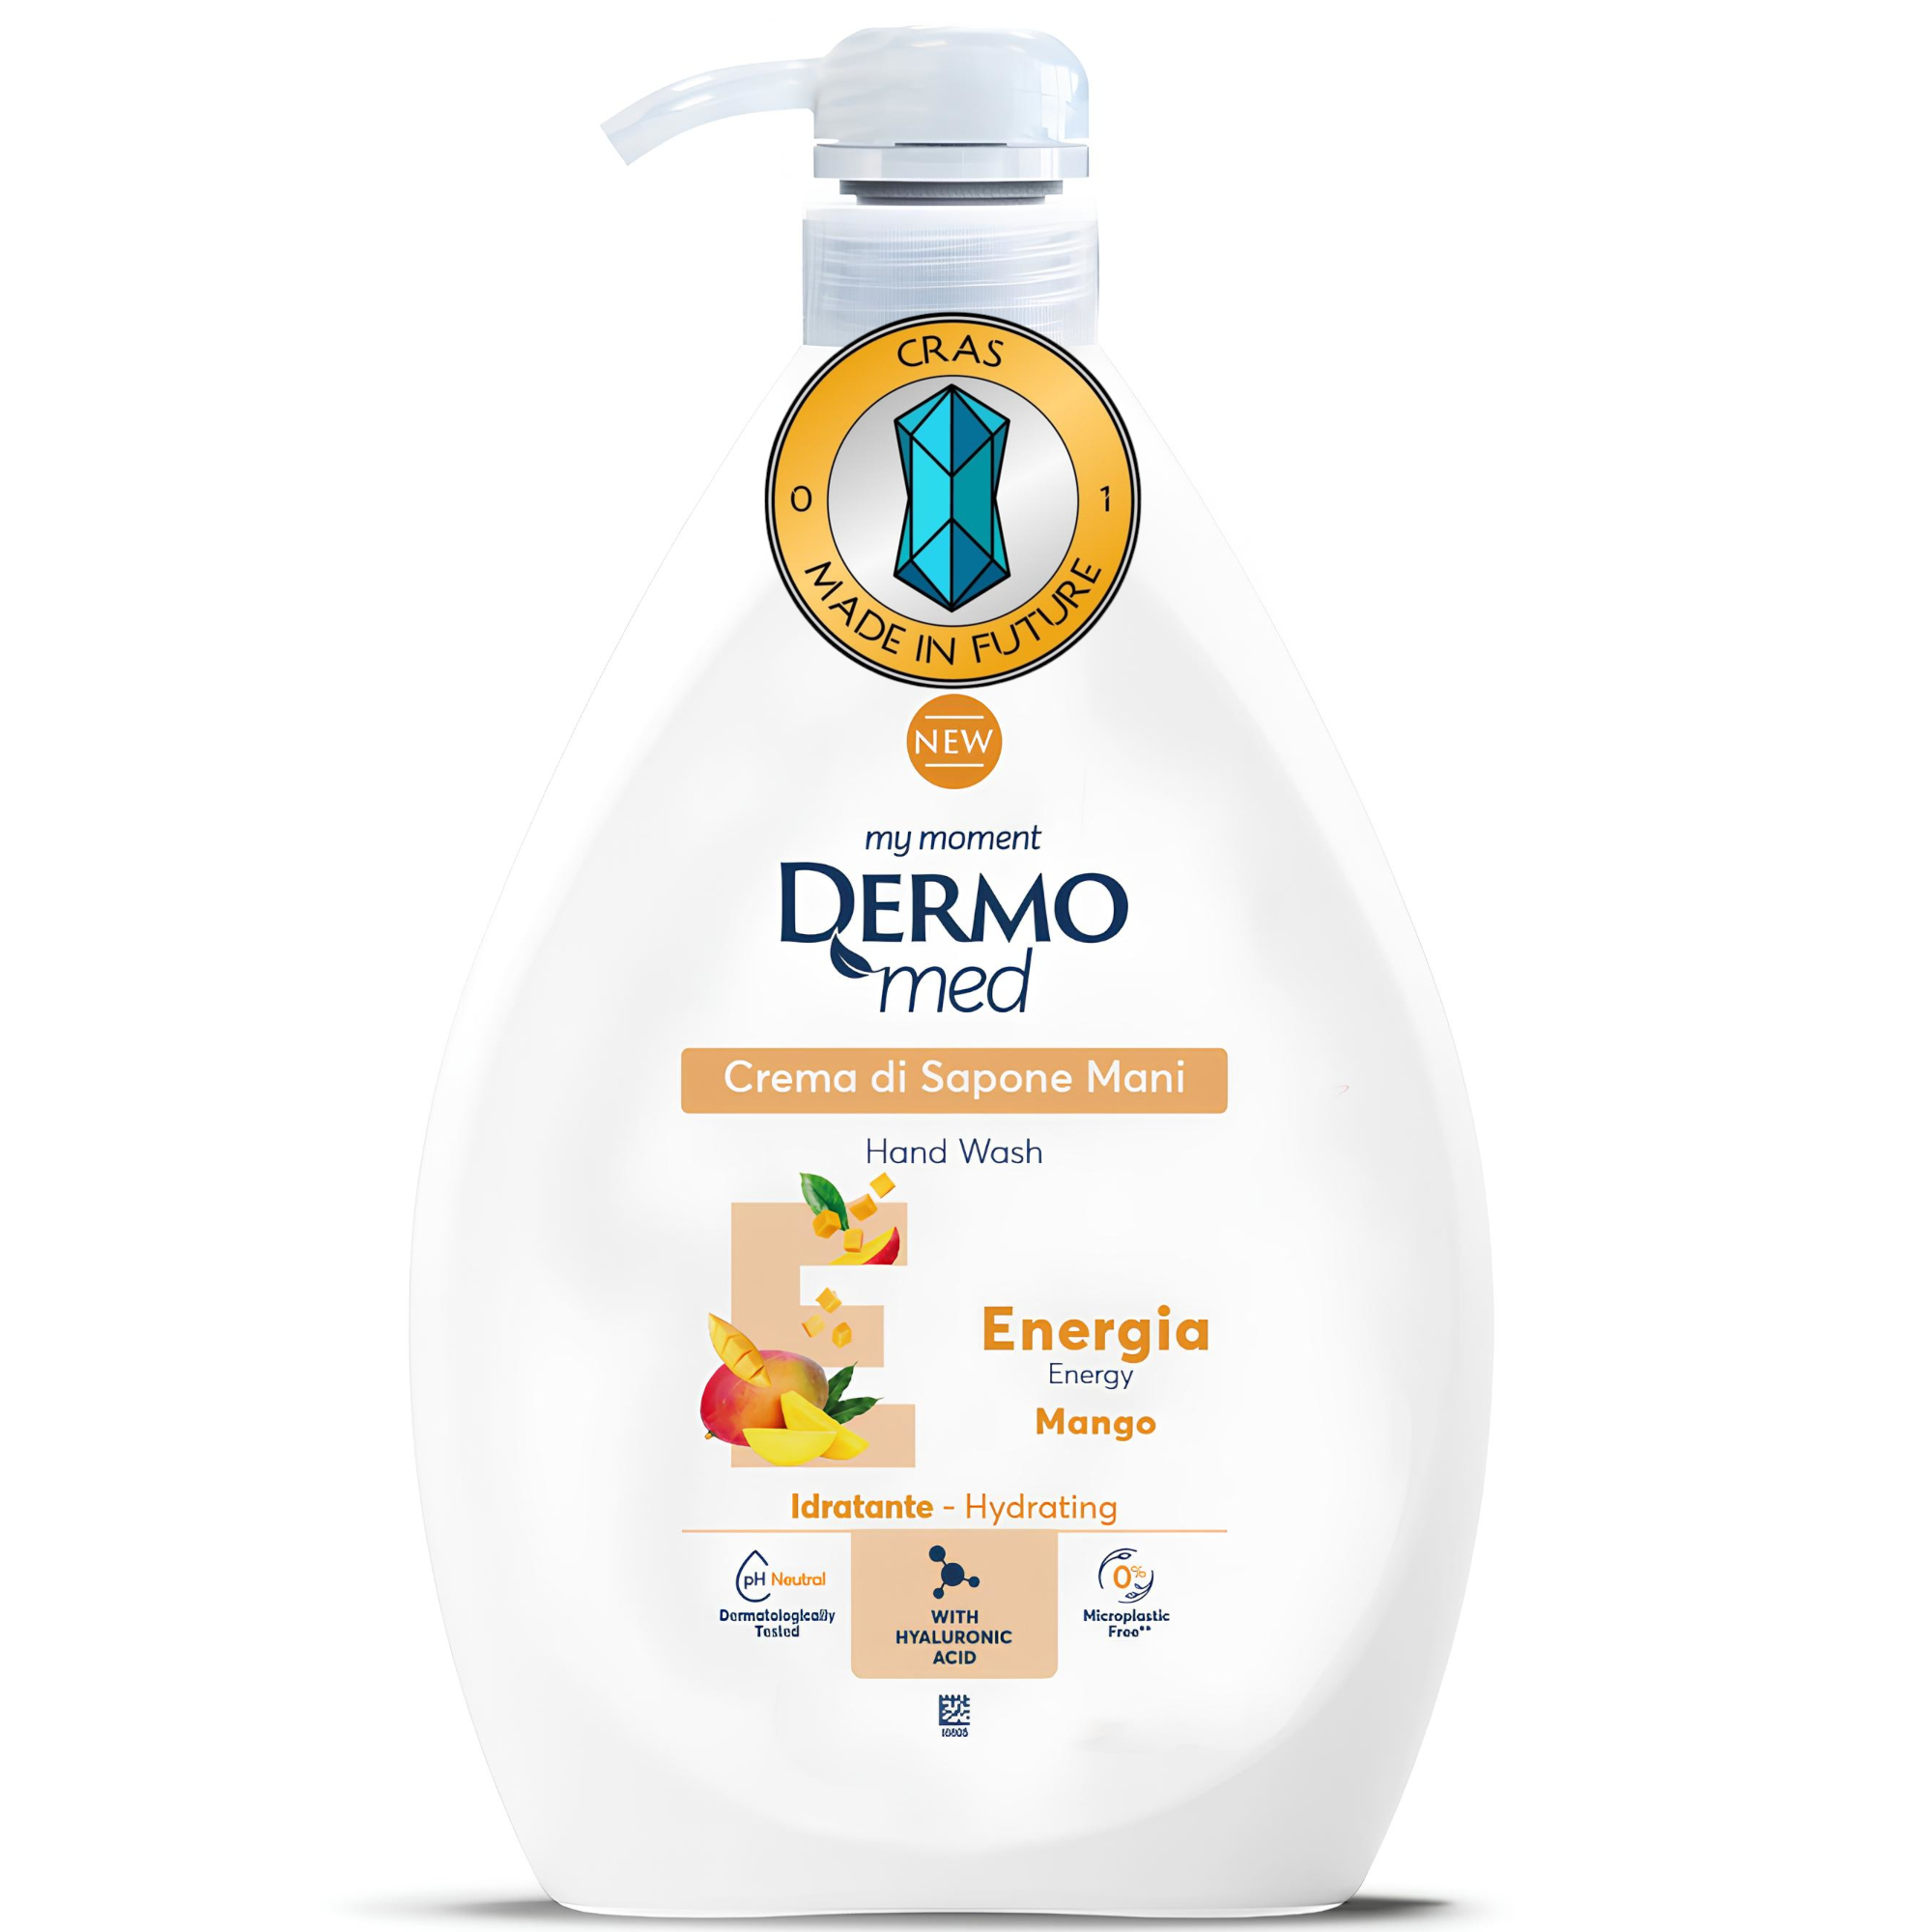 CRAS
0 1
MADE IN FUTURE
NEW
my moment
DERMO
med
Crema di Sapone Mani
Hand Wash
E
Energia
Energy
Mango
Idratante - Hydrating
pH Neutral
Dermatologically
Tested
WITH
HYALURONIC
ACID
0%
Microplastic
Free**